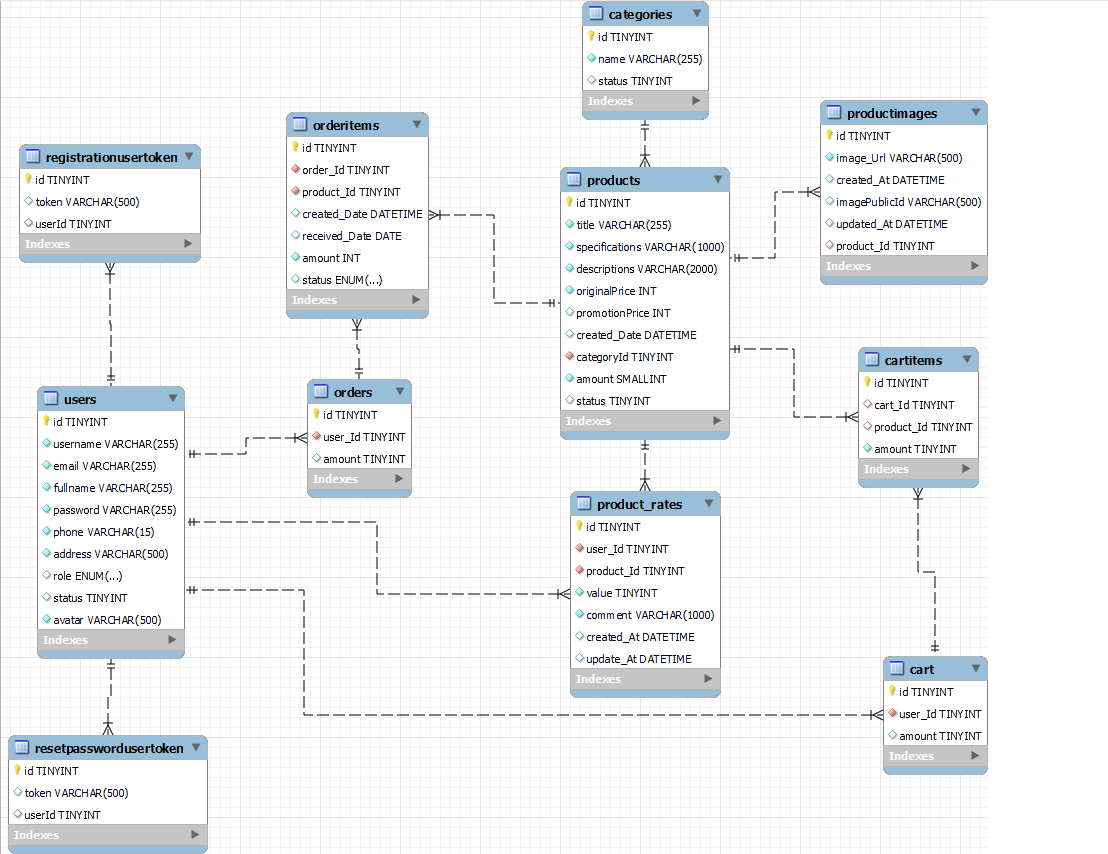 categories
id TINYINT
name VARCHAR(255)
status TINYINT
Indexes
productimages
id TINYINT
image_Url VARCHAR(500)
created_At DATETIME
imagePublicId VARCHAR(500)
updated_At DATETIME
product_Id TINYINT
Indexes
orderitems
id TINYINT
order_Id TINYINT
product_Id TINYINT
created_Date DATETIME
received_Date DATE
amount INT
status ENUM(...)
Indexes
registrationusertoken
id TINYINT
token VARCHAR(500)
userId TINYINT
Indexes
products
id TINYINT
title VARCHAR(255)
specifications VARCHAR(1000)
descriptions VARCHAR(2000)
originalPrice INT
promotionPrice INT
created_Date DATETIME
categoryId TINYINT
amount SMALLINT
status TINYINT
Indexes
cartitems
id TINYINT
cart_Id TINYINT
product_Id TINYINT
amount TINYINT
Indexes
orders
id TINYINT
user_Id TINYINT
amount TINYINT
Indexes
users
id TINYINT
username VARCHAR(255)
email VARCHAR(255)
fullname VARCHAR(255)
password VARCHAR(255)
phone VARCHAR(15)
address VARCHAR(500)
role ENUM(...)
status TINYINT
avatar VARCHAR(500)
Indexes
product_rates
id TINYINT
user_Id TINYINT
product_Id TINYINT
value TINYINT
comment VARCHAR(1000)
created_At DATETIME
update_At DATETIME
Indexes
cart
id TINYINT
user_Id TINYINT
amount TINYINT
Indexes
resetpasswordusertoken
id TINYINT
token VARCHAR(500)
userId TINYINT
Indexes